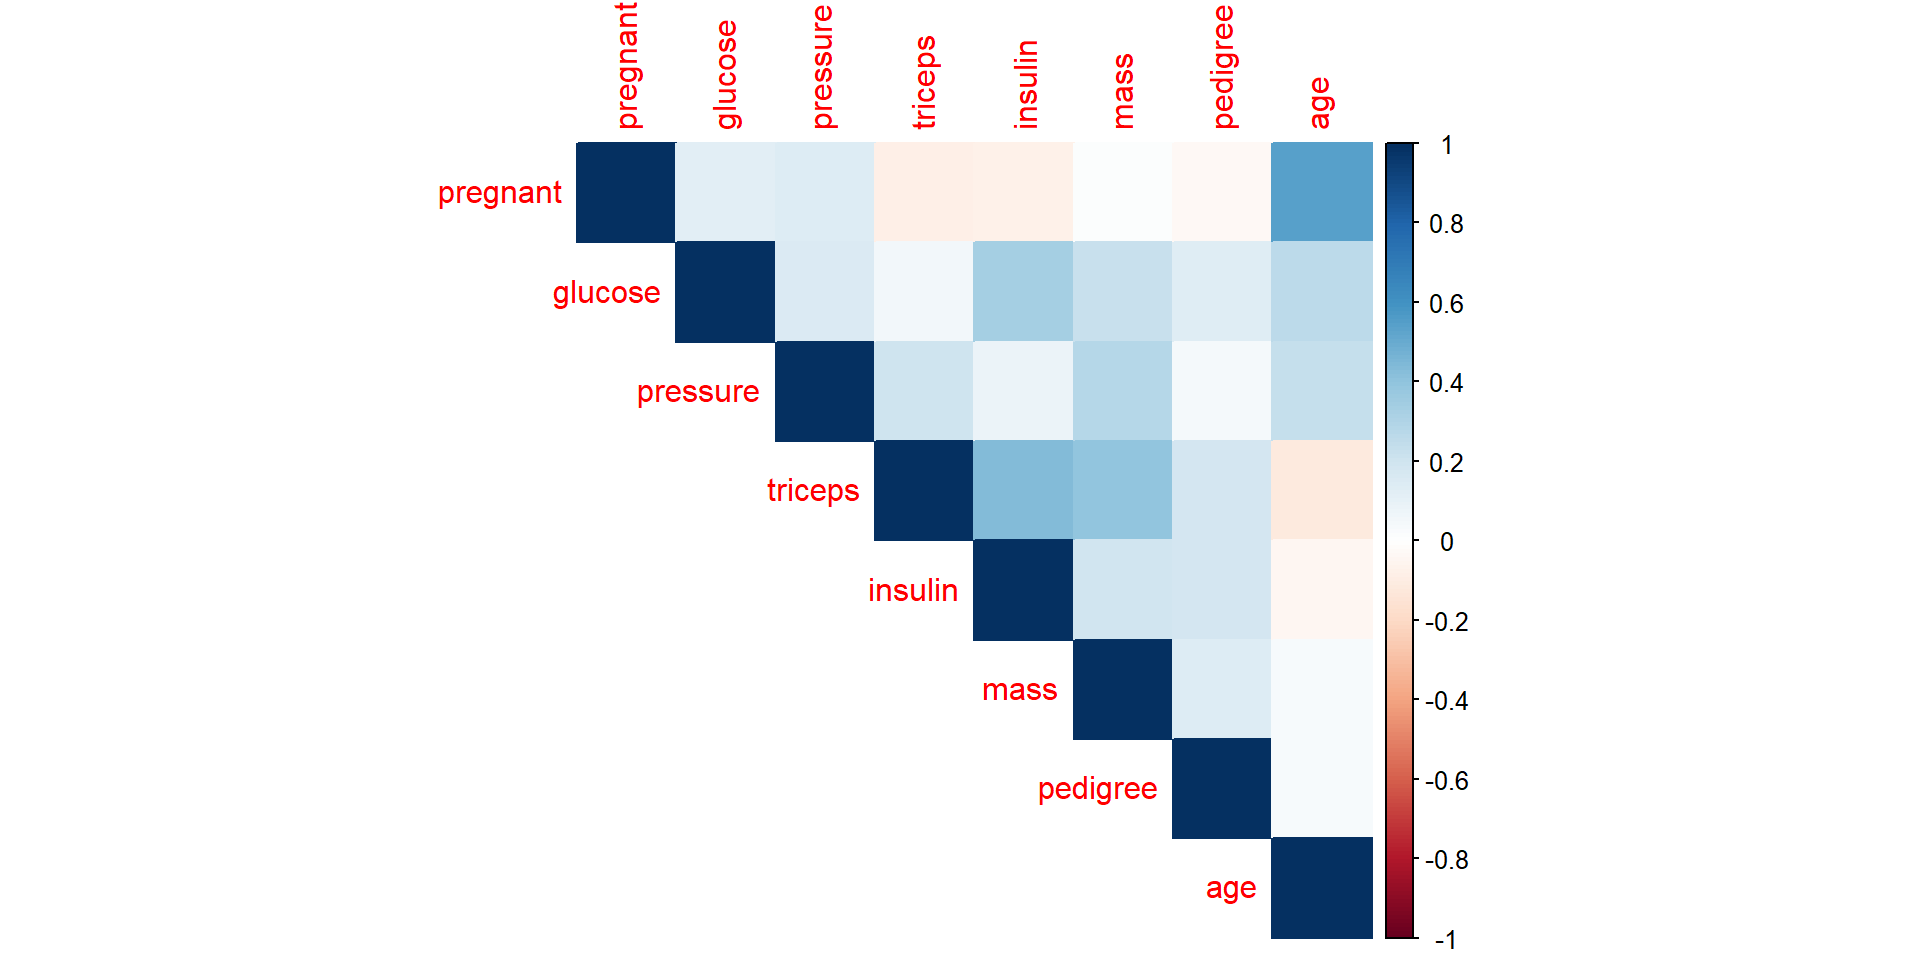 pregnant
glucose
pressure
triceps
insulin
mass
pedigree
age
pregnant
glucose
pressure
triceps
insulin
mass
pedigree
age
1
0.8
0.6
0.4
0.2
0
-0.2
-0.4
-0.6
-0.8
-1